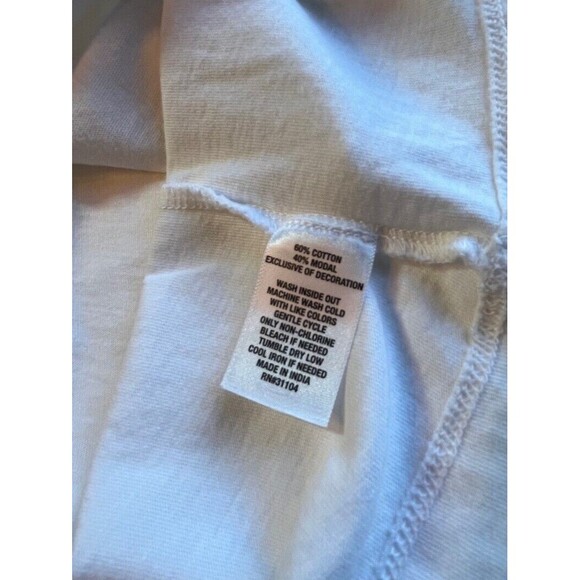 60% COTTON
40% MODAL
EXCLUSIVE OF DECORATION
WASH INSIDE OUT
MACHINE WASH COLD
WITH LIKE COLORS
GENTLE CYCLE
ONLY NON-CHLORINE
BLEACH IF NEEDED
TUMBLE DRY LOW
COOL IRON IF NEEDED
MADE IN INDIA
RN#31104